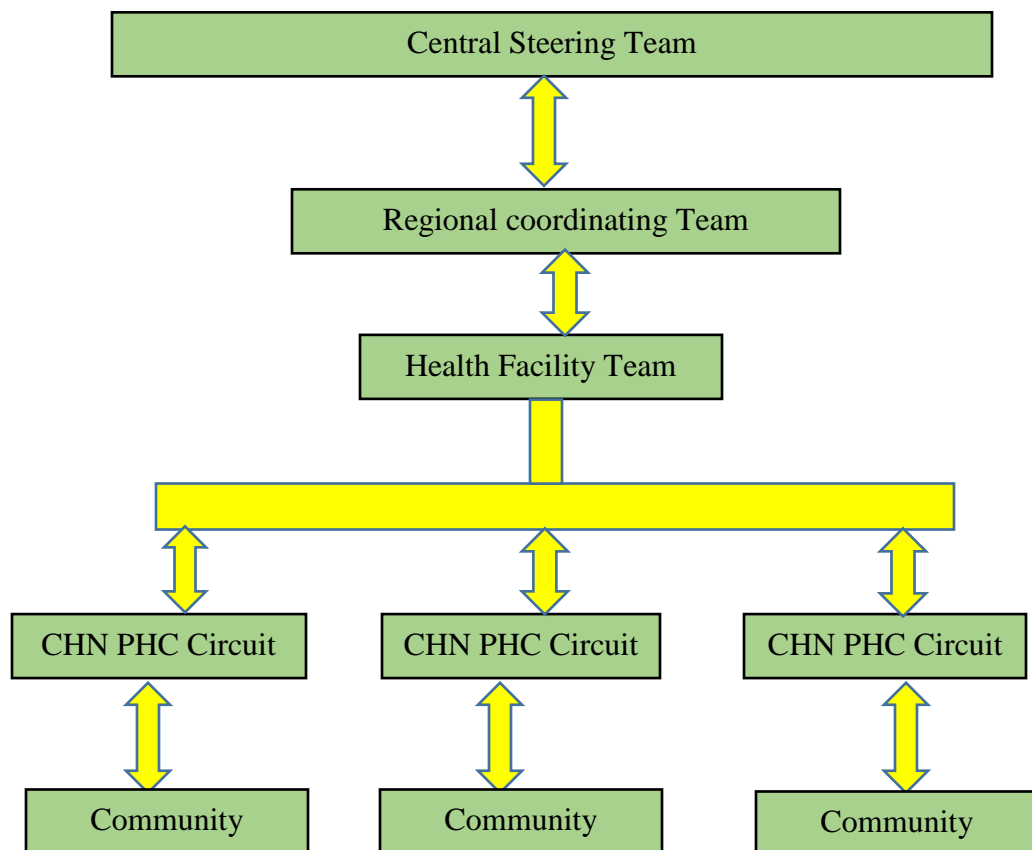 Central Steering Team
Regional coordinating Team
Health Facility Team
CHN PHC Circuit
CHN PHC Circuit
CHN PHC Circuit
Community
Community
Community